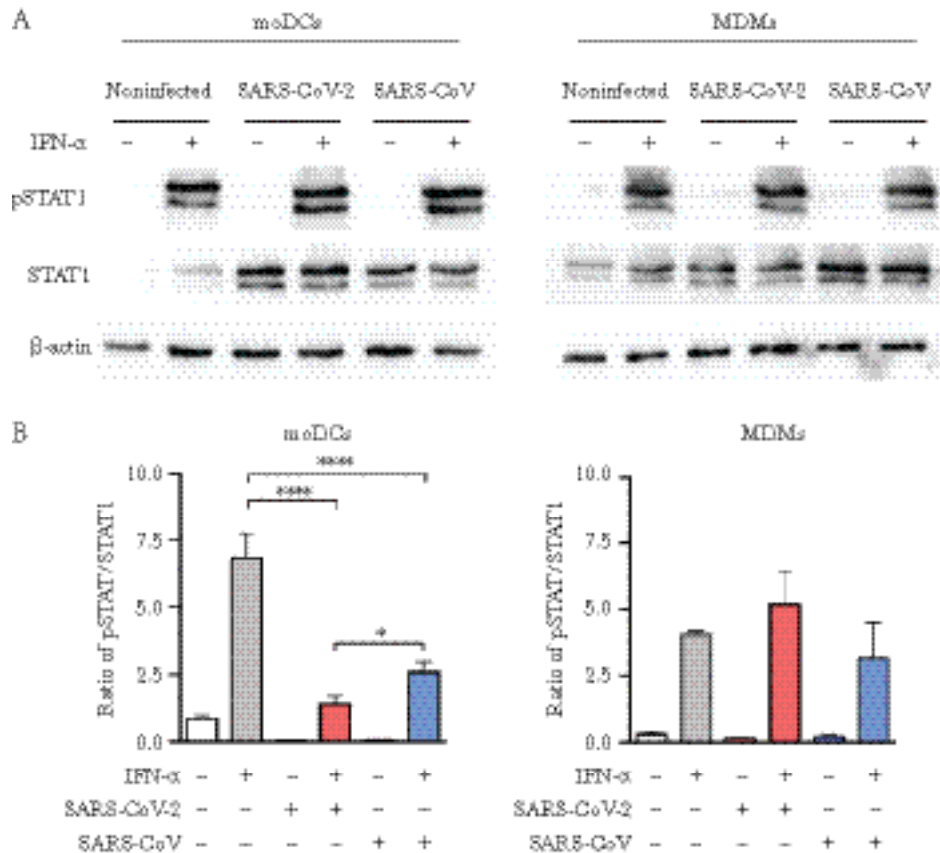 A
moDCs MDMs
Noninfected SARS-CoV-2 SARS-CoV Noninfected SARS-CoV-2 SARS-CoV
IFN-α – + – + – + – + – + – +
pSTAT1
STAT1
β-actin
B
moDCs MDMs
Ratio of pSTAT/STAT1 10.0 7.5 5.0 2.5 0.0 **** **** *
Ratio of pSTAT/STAT1 10.0 7.5 5.0 2.5 0.0
IFN-α – + – + – + IFN-α – + – + – +
SARS-CoV-2 – – + + – – SARS-CoV-2 – – + + – –
SARS-CoV – – – – + + SARS-CoV – – – – + +